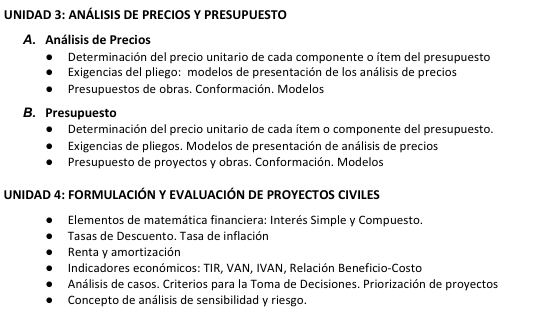 UNIDAD 3: ANÁLISIS DE PRECIOS Y PRESUPUESTO
A. Análisis de Precios
● Determinación del precio unitario de cada componente o ítem del presupuesto
● Exigencias del pliego: modelos de presentación de los análisis de precios
● Presupuestos de obras. Conformación. Modelos
B. Presupuesto
● Determinación del precio unitario de cada ítem o componente del presupuesto.
● Exigencias de pliegos. Modelos de presentación de análisis de precios
● Presupuesto de proyectos y obras. Conformación. Modelos
UNIDAD 4: FORMULACIÓN Y EVALUACIÓN DE PROYECTOS CIVILES
● Elementos de matemática financiera: Interés Simple y Compuesto.
● Tasas de Descuento. Tasa de inflación
● Renta y amortización
● Indicadores económicos: TIR, VAN, IVAN, Relación Beneficio-Costo
● Análisis de casos. Criterios para la Toma de Decisiones. Priorización de proyectos
● Concepto de análisis de sensibilidad y riesgo.